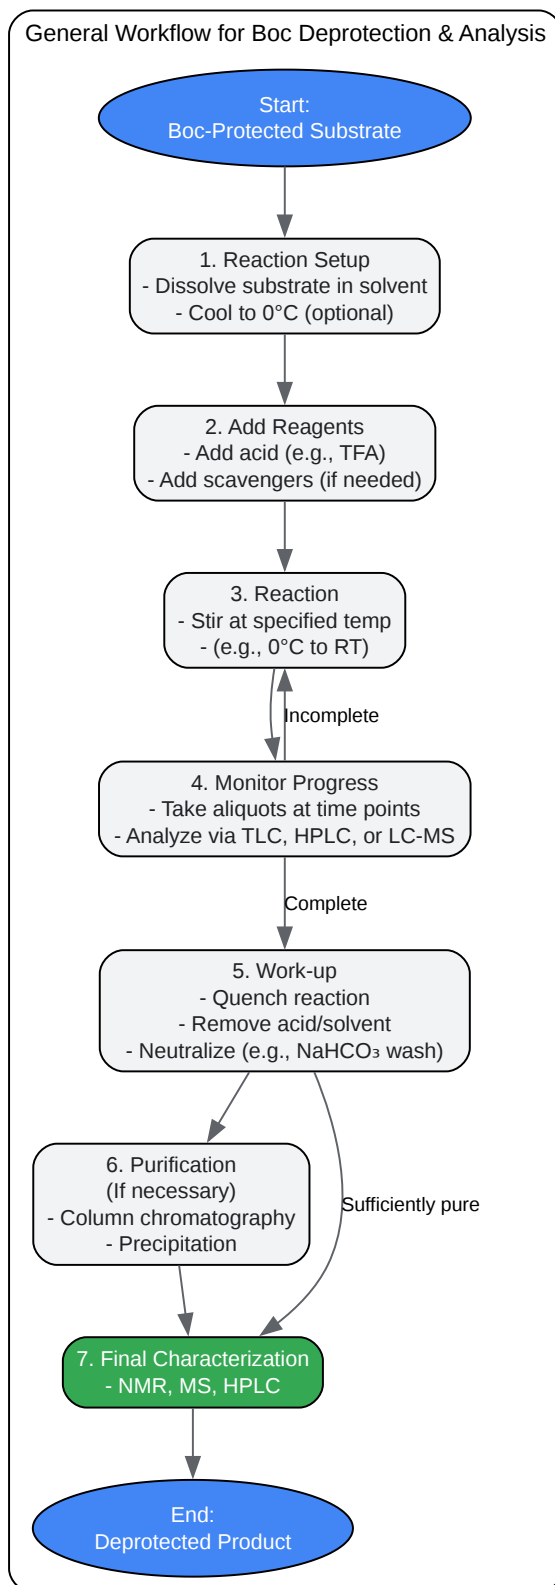 General Workflow for Boc Deprotection & Analysis
Start:
Boc-Protected Substrate
1. Reaction Setup
- Dissolve substrate in solvent
- Cool to 0°C (optional)
2. Add Reagents
- Add acid (e.g., TFA)
- Add scavengers (if needed)
3. Reaction
- Stir at specified temp
- (e.g., 0°C to RT)
Incomplete
4. Monitor Progress
- Take aliquots at time points
- Analyze via TLC, HPLC, or LC-MS
Complete
5. Work-up
- Quench reaction
- Remove acid/solvent
- Neutralize (e.g., NaHCO₃ wash)
6. Purification
(If necessary)
- Column chromatography
- Precipitation
Sufficiently pure
7. Final Characterization
- NMR, MS, HPLC
End:
Deprotected Product